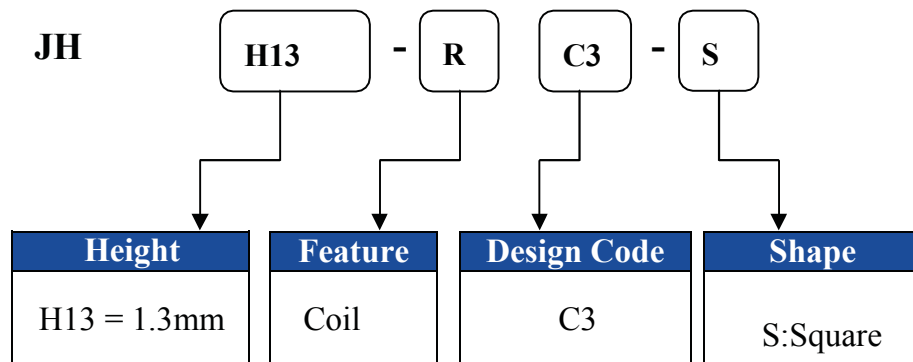 JH H13 - R C3 - S
Height Feature Design Code Shape
H13 = 1.3mm Coil C3 S:Square